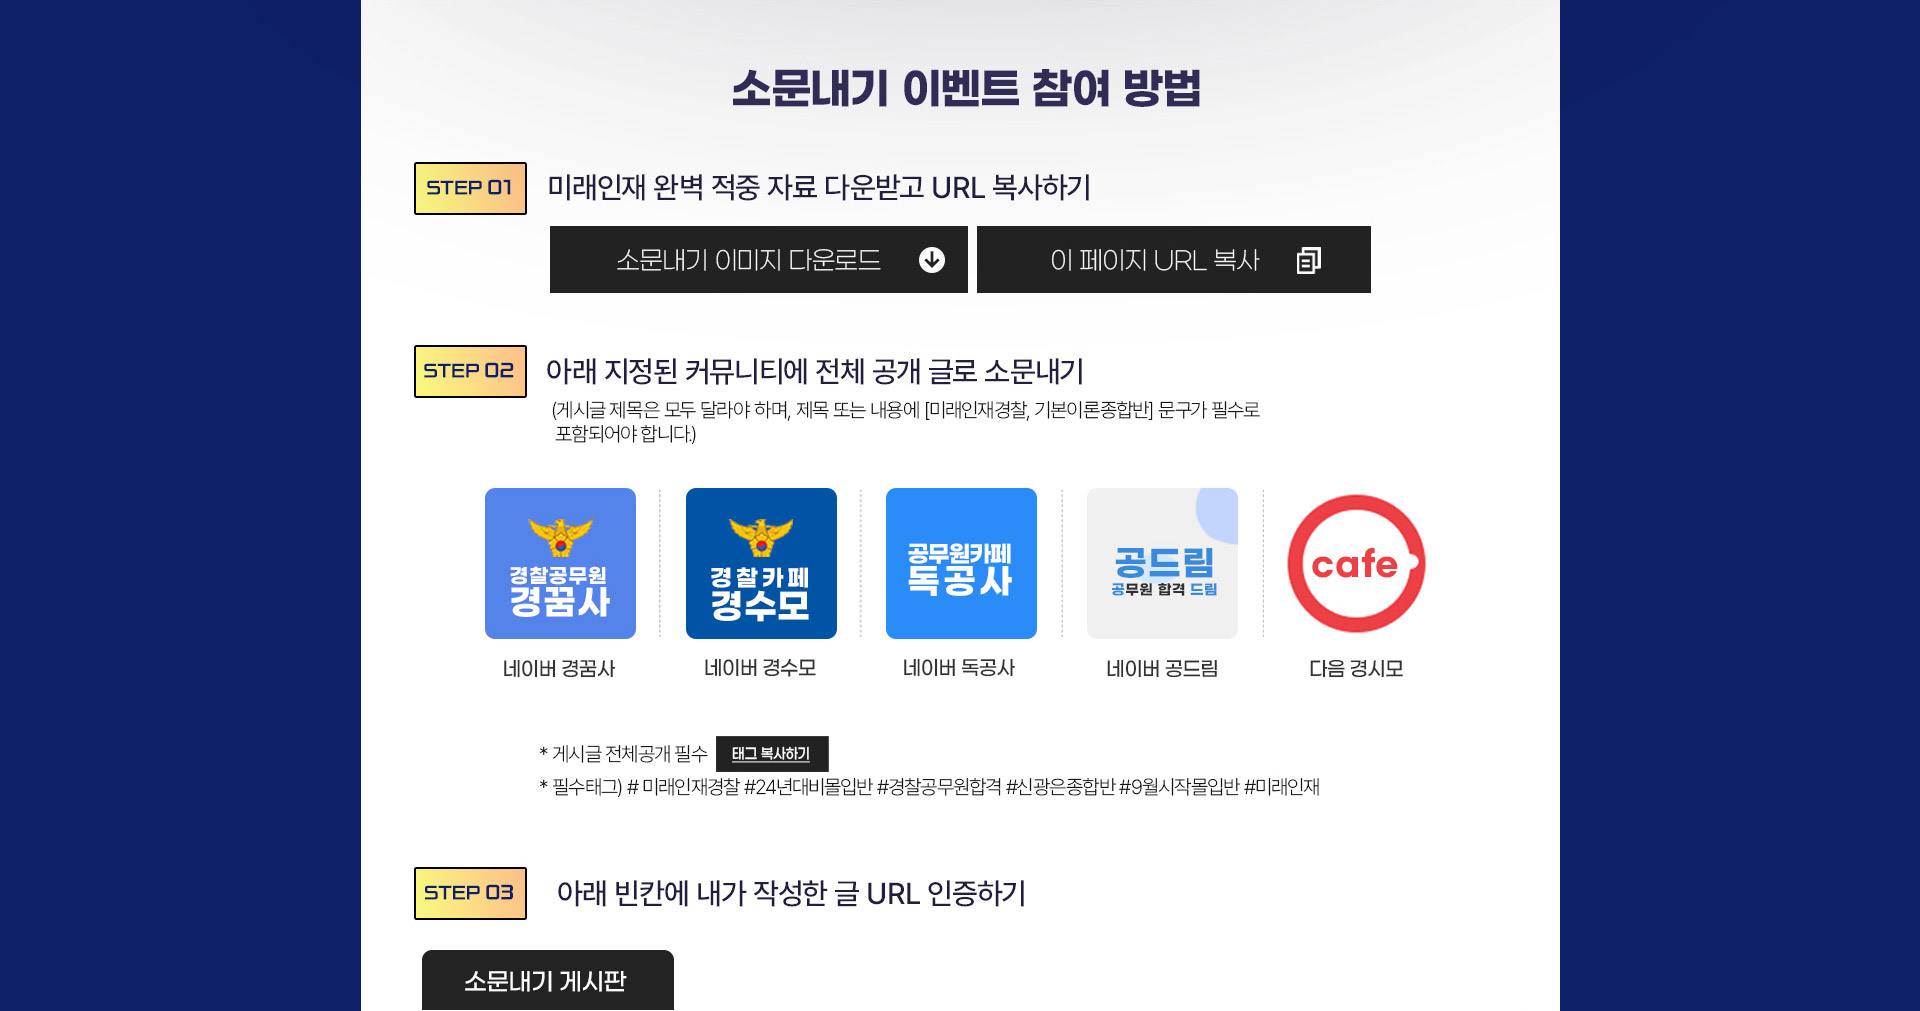 소문내기 이벤트 참여 방법
STEP 01
미래인재 완벽 적중 자료 다운받고 URL 복사하기
소문내기 이미지 다운로드
이 페이지 URL 복사
STEP 02
아래 지정된 커뮤니티에 전체 공개 글로 소문내기
(게시글 제목은 모두 달라야 하며, 제목 또는 내용에 [미래인재경찰, 기본이론종합반] 문구가 필수로
포함되어야 합니다.)
경찰공무원
경꿈사
경찰카페
경수모
공무원카페
독공사
공드림
공무원 합격 드림
cafe
네이버 경꿈사
네이버 경수모
네이버 독공사
네이버 공드림
다음 경시모
* 게시글 전체공개 필수
태그 복사하기
* 필수태그) # 미래인재경찰 #24년대비몰입반 #경찰공무원합격 #신광은종합반 #9월시작몰입반 #미래인재
STEP 03
아래 빈칸에 내가 작성한 글 URL 인증하기
소문내기 게시판